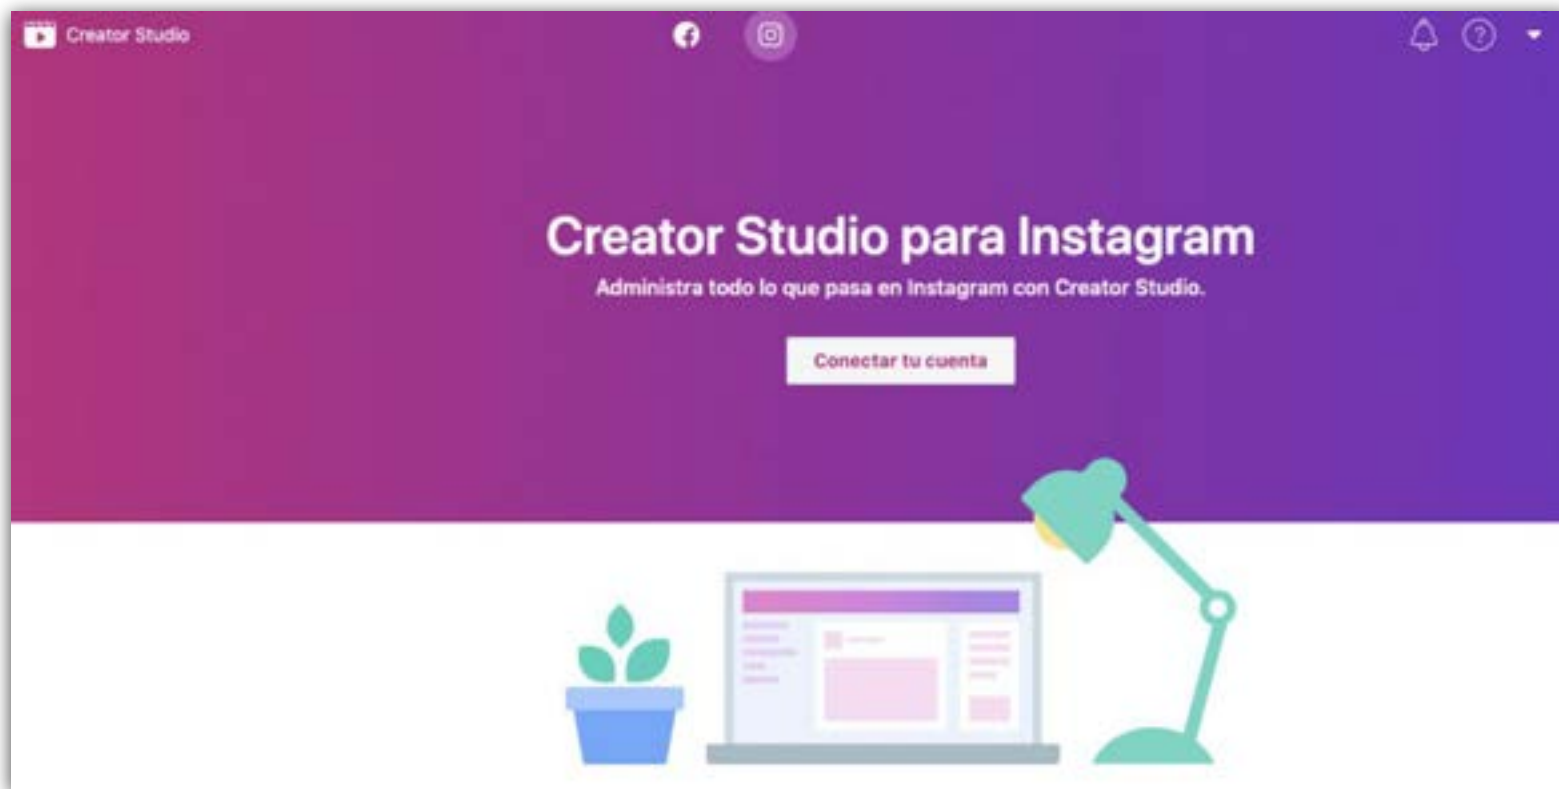 Creator Studio
Creator Studio para Instagram
Administra todo lo que pasa en Instagram con Creator Studio.
Conectar tu cuenta